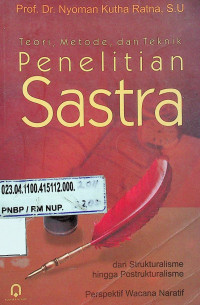 Prof. Dr. Nyoman Kutha Ratna, S.U
Teori, Metode, dan Teknik
Penelitian
Sastra
023.04.1100.415112.000.
PNBP / RM NUP.
dari Strukturalisme
hingga Postrukturalisme
Perspektif Wacana Naratif